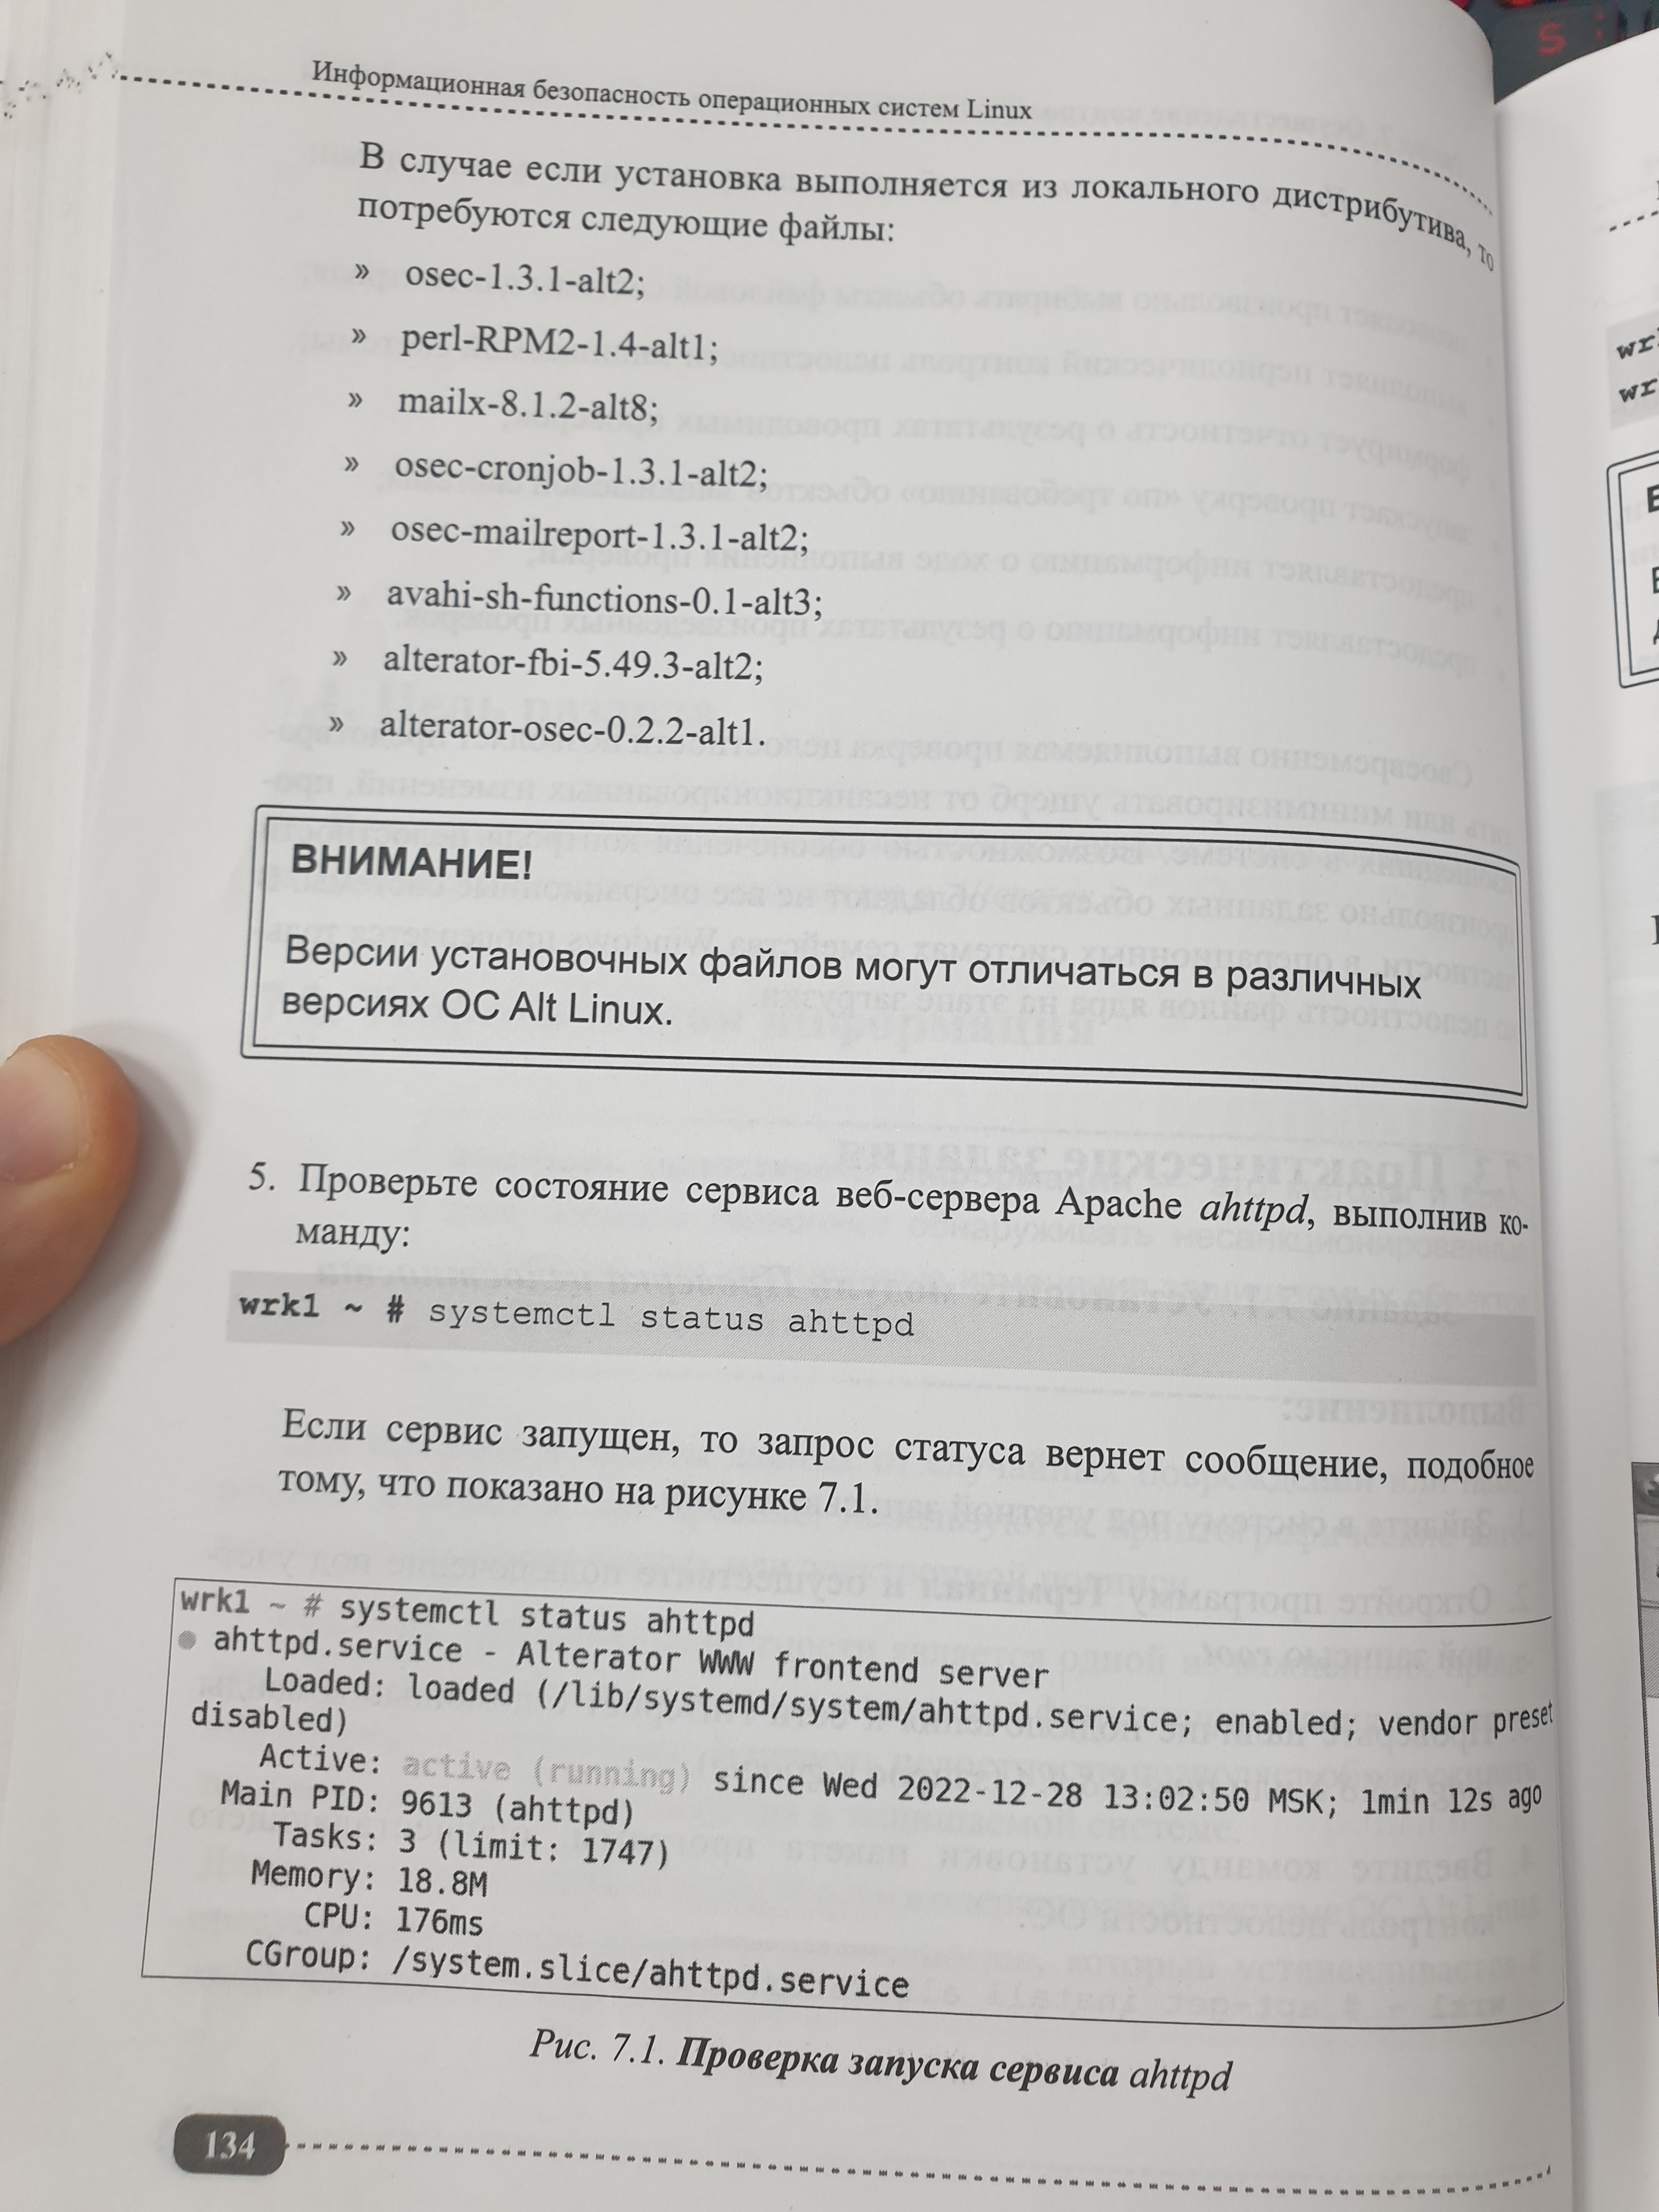 Информационная безопасность операционных систем Linux
В случае если установка выполняется из локального дистрибутива, то
потребуются следующие файлы:
» osec-1.3.1-alt2;
» perl-RPM2-1.4-alt1;
» mailx-8.1.2-alt8;
» osec-cronjob-1.3.1-alt2;
» osec-mailreport-1.3.1-alt2;
» avahi-sh-functions-0.1-alt3;
» alterator-fbi-5.49.3-alt2;
» alterator-osec-0.2.2-alt1.
ВНИМАНИЕ!
Версии установочных файлов могут отличаться в различных
версиях ОС Alt Linux.
5. Проверьте состояние сервиса веб-сервера Apache ahttpd, выполнив ко-
манду:
wrk1 ~ # systemctl status ahttpd
Если сервис запущен, то запрос статуса вернет сообщение, подобное
тому, что показано на рисунке 7.1.
wrk1 ~ # systemctl status ahttpd
● ahttpd.service - Alterator WWW frontend server
Loaded: loaded (/lib/systemd/system/ahttpd.service; enabled; vendor preset
disabled)
Active: active (running) since Wed 2022-12-28 13:02:50 MSK; 1min 12s ago
Main PID: 9613 (ahttpd)
Tasks: 3 (limit: 1747)
Memory: 18.8M
CPU: 176ms
CGroup: /system.slice/ahttpd.service
Рис. 7.1. Проверка запуска сервиса ahttpd
134